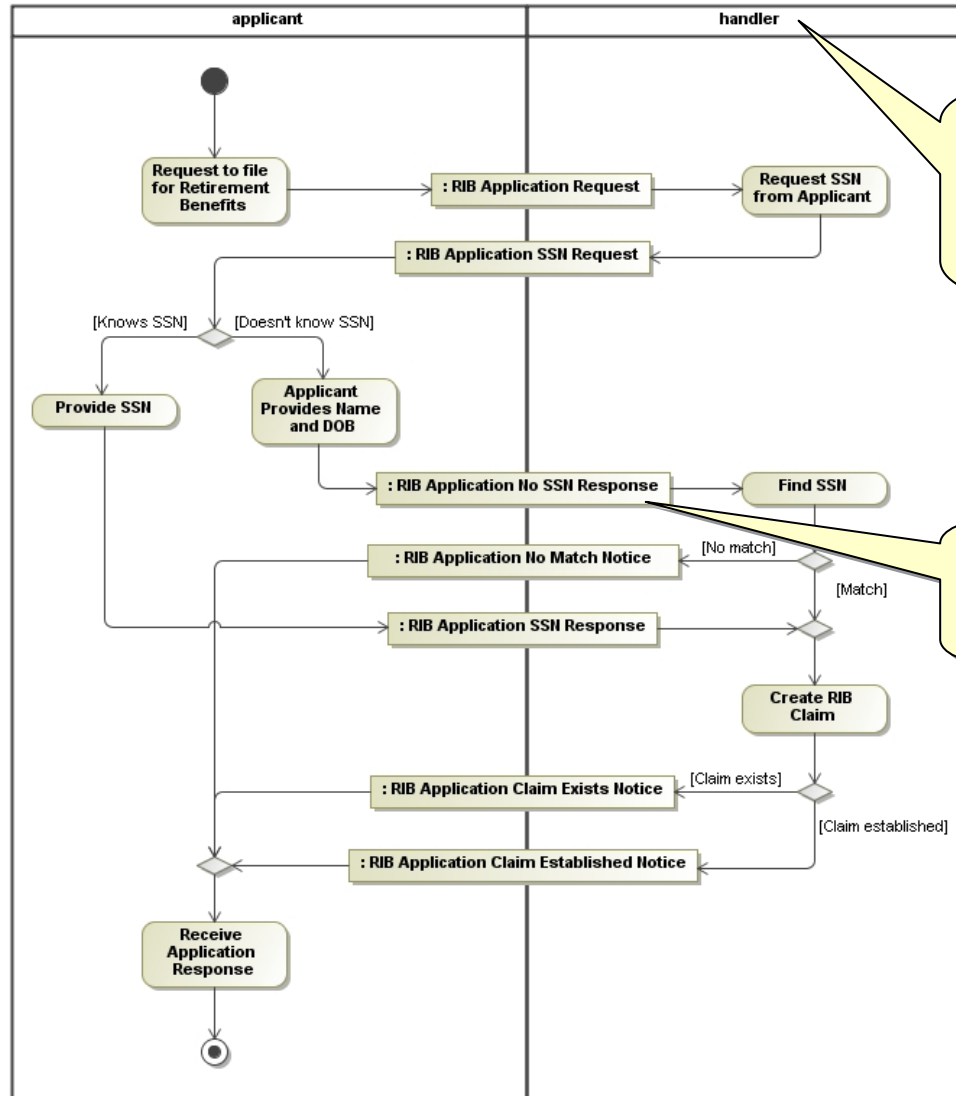 applicant
handler
Request to file
for Retirement
Benefits
: RIB Application Request
Request SSN
from Applicant
: RIB Application SSN Request
[Knows SSN]
[Doesn't know SSN]
Provide SSN
Applicant
Provides Name
and DOB
: RIB Application No SSN Response
Find SSN
: RIB Application No Match Notice
[No match]
[Match]
: RIB Application SSN Response
Create RIB
Claim
: RIB Application Claim Exists Notice
[Claim exists]
[Claim established]
: RIB Application Claim Established Notice
Receive
Application
Response